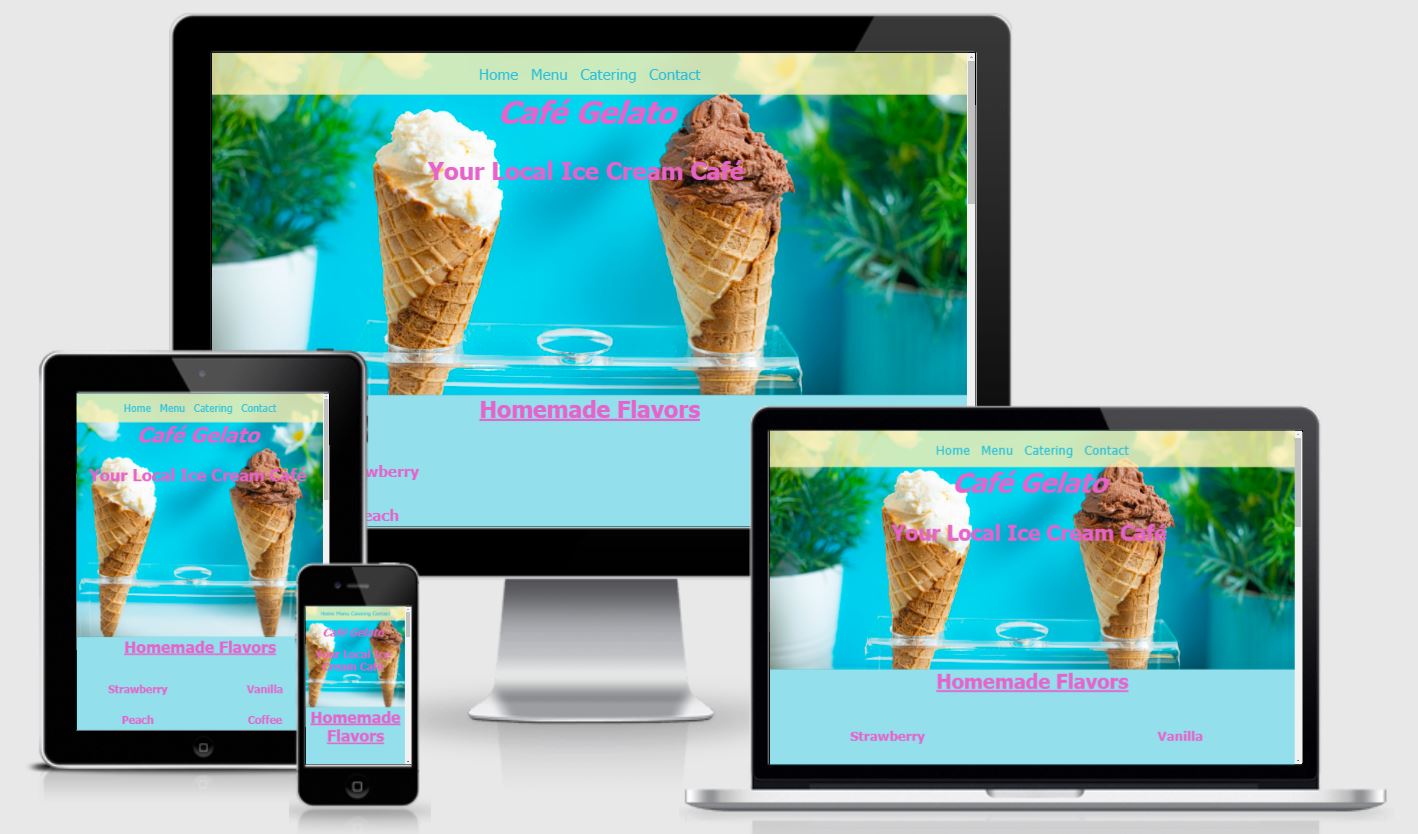 Home Menu Catering Contact
Café Gelato
Your Local Ice Cream Café
Homemade Flavors
wberry
each
Home Menu Catering Contact
Café Gelato
Your Local Ice Cream Café
Homemade Flavors
Strawberry Vanilla
Peach Coffee
Home Menu Catering Contact
Café Gelato
Your Local Ice
Cream Café
Homemade
Flavors
Home Menu Catering Contact
Café Gelato
Your Local Ice Cream Café
Homemade Flavors
Strawberry Vanilla